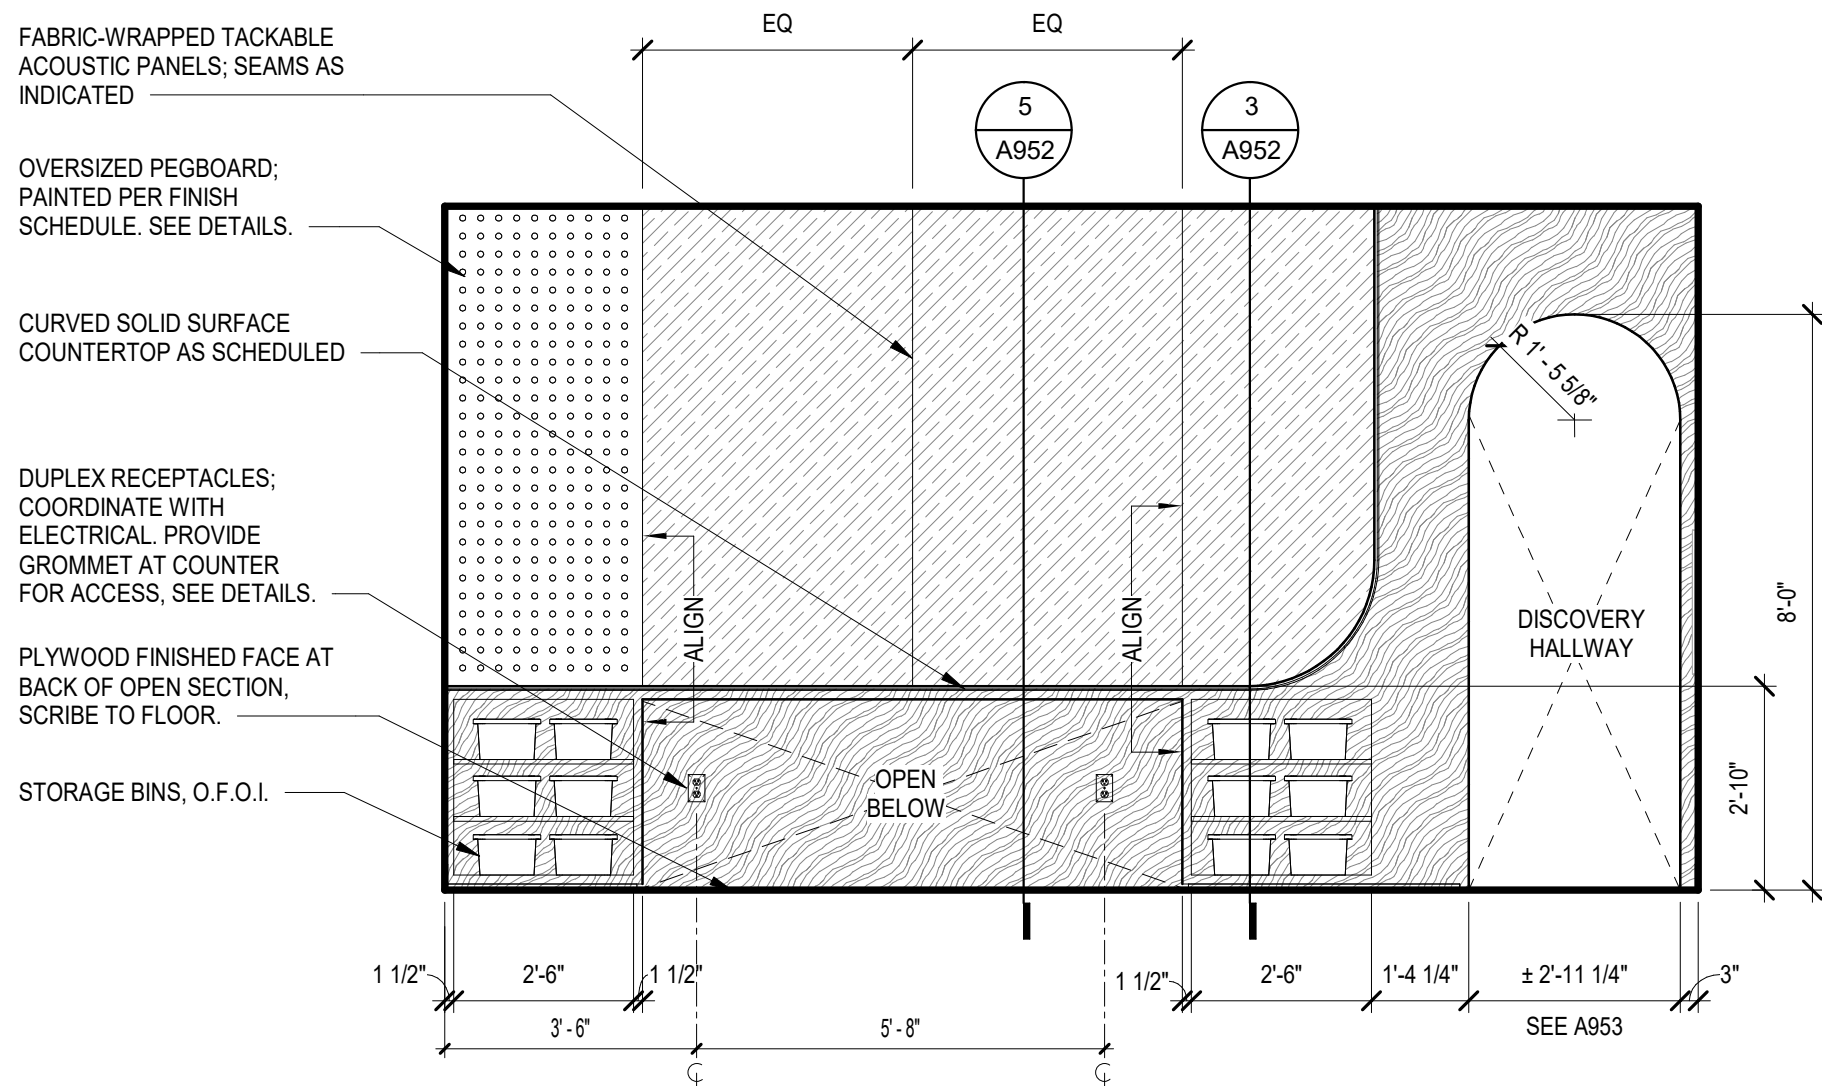 EQ
EQ
FABRIC-WRAPPED TACKABLE
ACOUSTIC PANELS; SEAMS AS
INDICATED
5
A952
3
A952
OVERSIZED PEGBOARD;
PAINTED PER FINISH
SCHEDULE. SEE DETAILS.
CURVED SOLID SURFACE
COUNTERTOP AS SCHEDULED
R 1' - 5 5/8"
DUPLEX RECEPTACLES;
COORDINATE WITH
ELECTRICAL. PROVIDE
GROMMET AT COUNTER
FOR ACCESS, SEE DETAILS.
ALIGN
ALIGN
DISCOVERY
HALLWAY
8'-0"
PLYWOOD FINISHED FACE AT
BACK OF OPEN SECTION,
SCRIBE TO FLOOR.
STORAGE BINS, O.F.O.I.
OPEN
BELOW
2'-10"
1 1/2"
2'-6"
1 1/2"
1 1/2"
2'-6"
1'-4 1/4"
± 2'-11 1/4"
3"
SEE A953
3' - 6"
5' - 8"
℄
℄